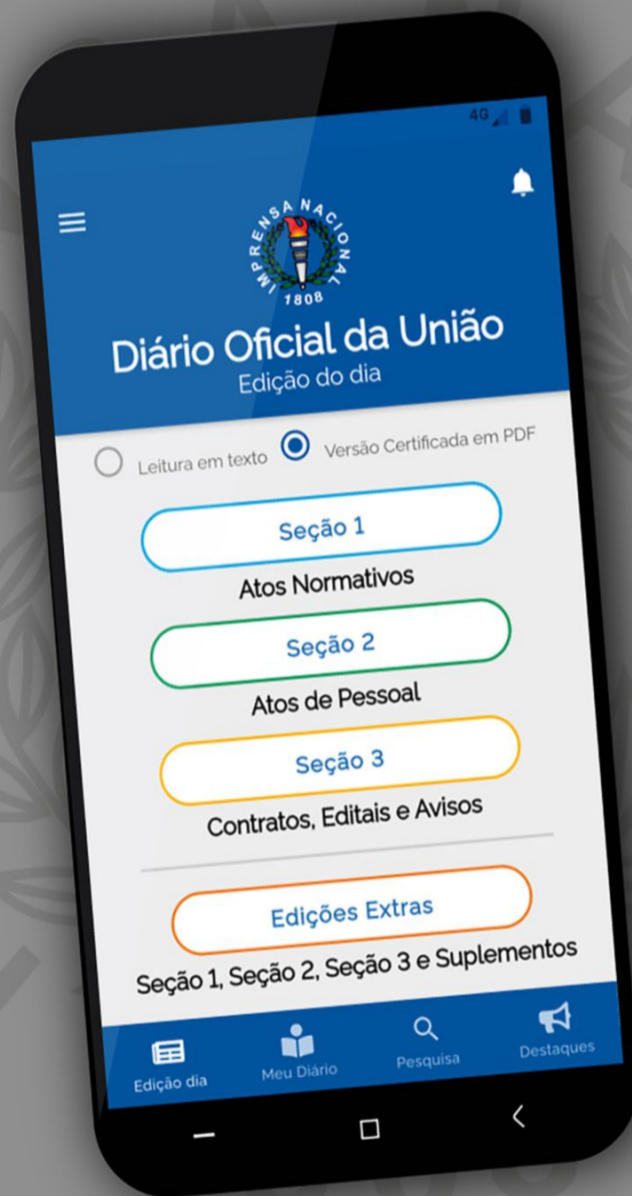 4G
IMPRENSA NACIONAL
1808
Diário Oficial da União
Edição do dia
Leitura em texto Versão Certificada em PDF
Seção 1
Atos Normativos
Seção 2
Atos de Pessoal
Seção 3
Contratos, Editais e Avisos
Edições Extras
Seção 1, Seção 2, Seção 3 e Suplementos
Edição dia Meu Diário Pesquisa Destaques